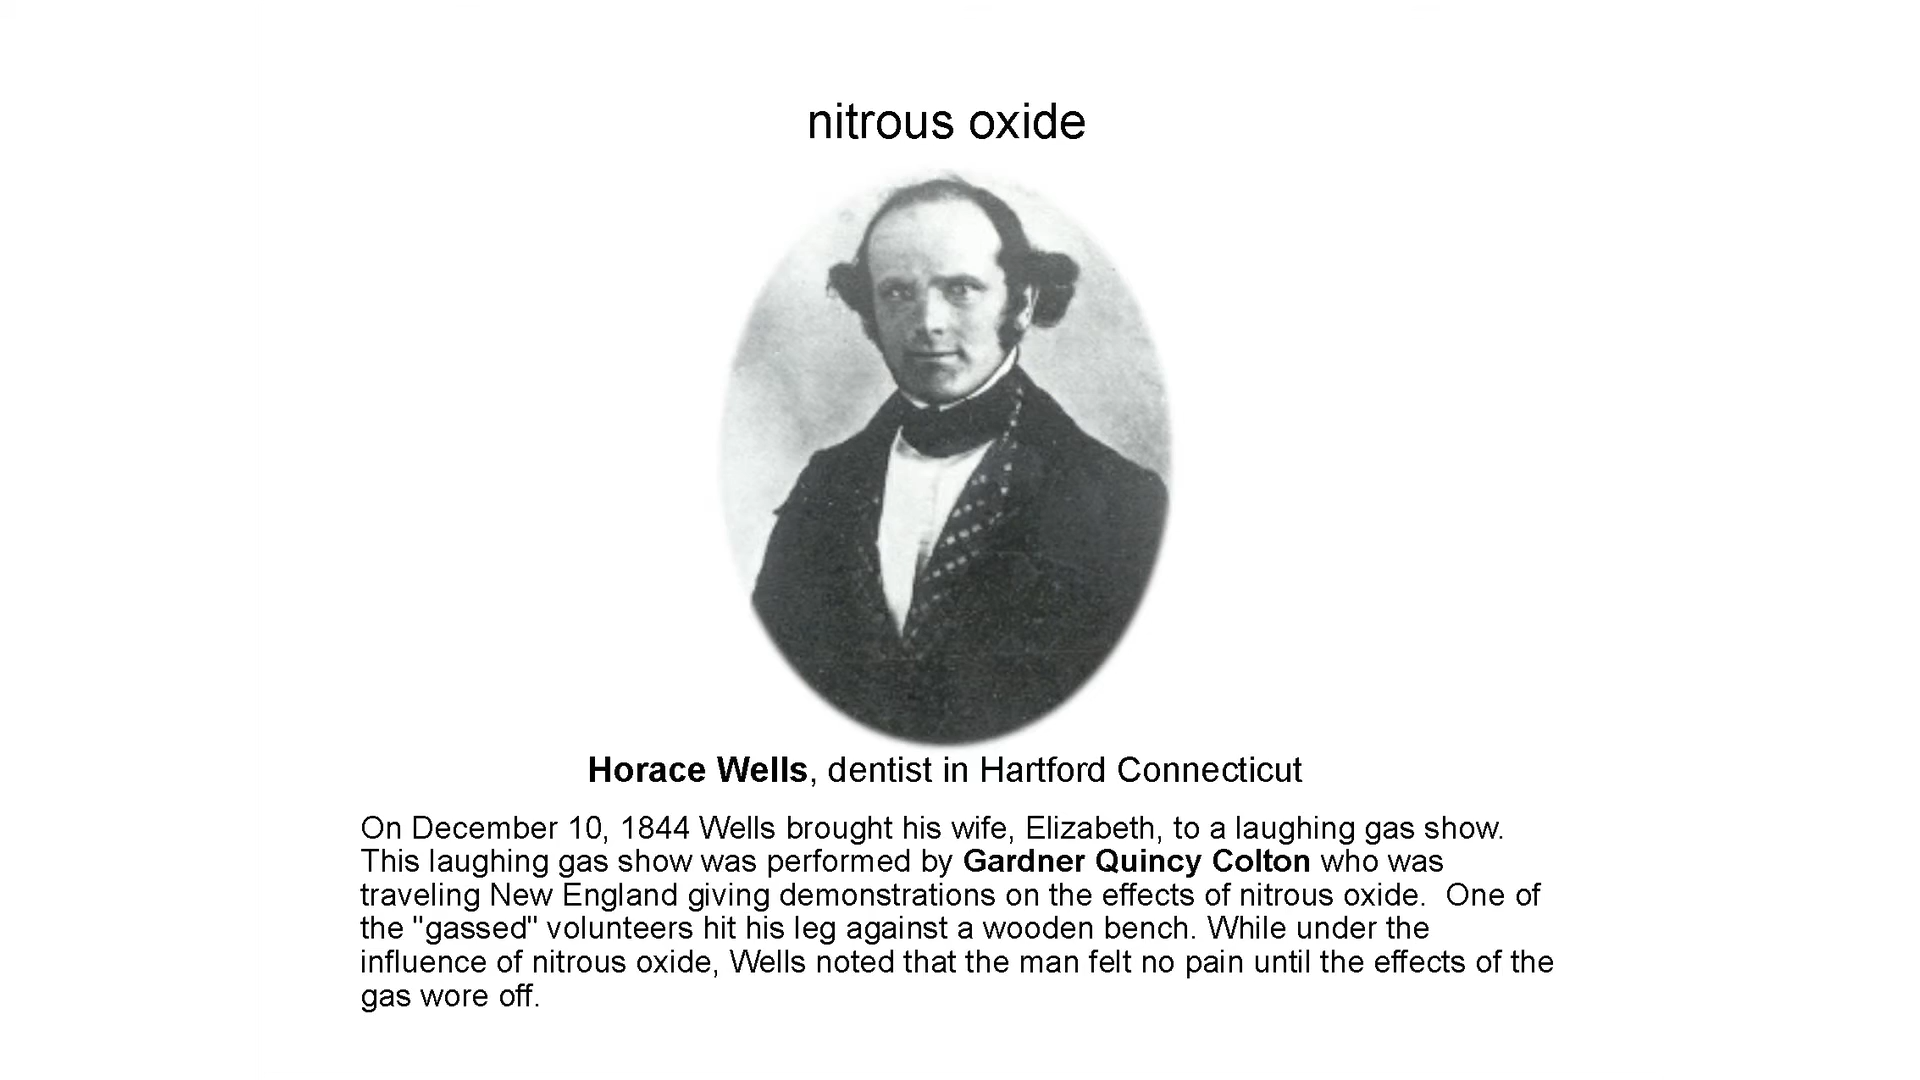 nitrous oxide
Horace Wells, dentist in Hartford Connecticut
On December 10, 1844 Wells brought his wife, Elizabeth, to a laughing gas show.
This laughing gas show was performed by Gardner Quincy Colton who was
traveling New England giving demonstrations on the effects of nitrous oxide.  One of
the "gassed" volunteers hit his leg against a wooden bench. While under the
influence of nitrous oxide, Wells noted that the man felt no pain until the effects of the
gas wore off.